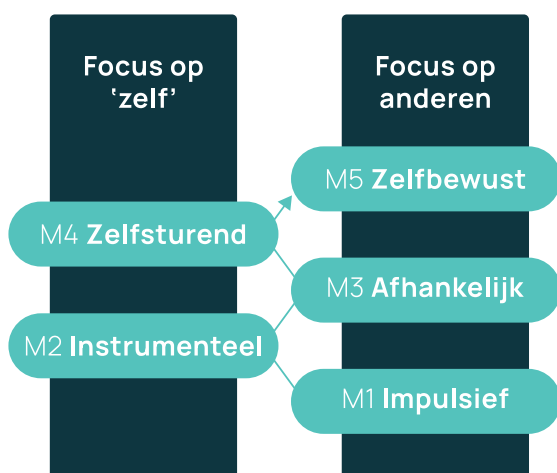 Focus op
‘zelf’
Focus op
anderen
M5 Zelfbewust
M4 Zelfsturend
M3 Afhankelijk
M2 Instrumenteel
M1 Impulsief